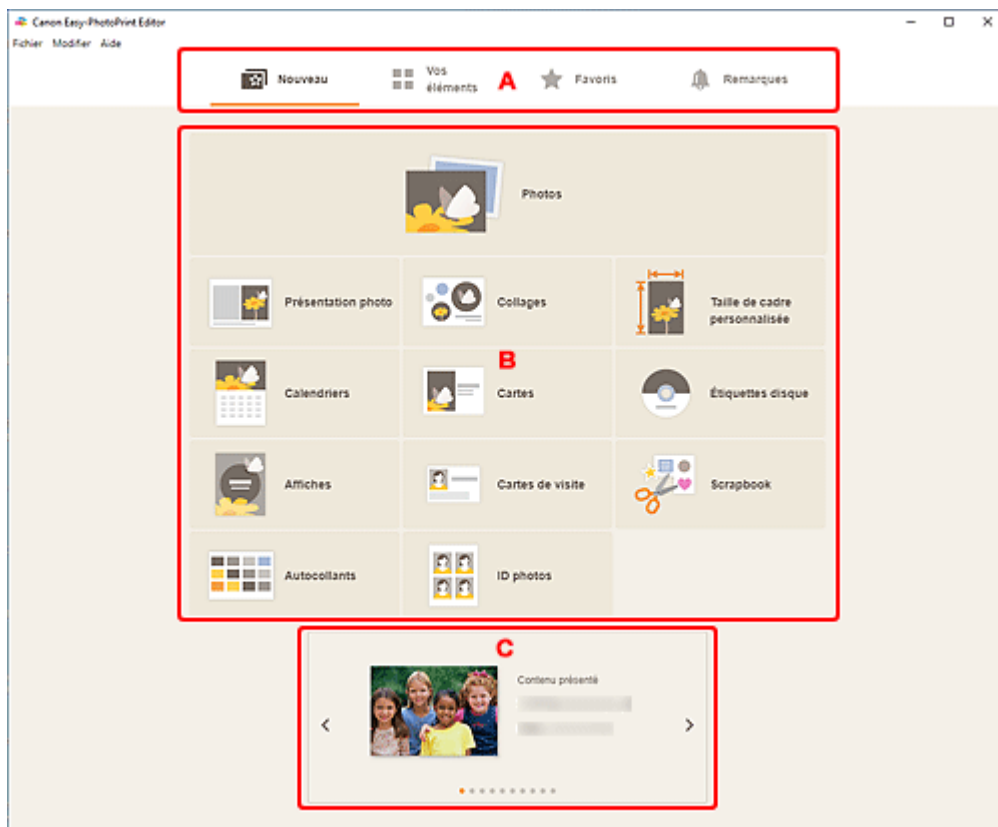 Canon Easy-PhotoPrint Editor
Fichier Modifier Aide
Nouveau
Vos
éléments
A
Favoris
Remarques
Photos
Présentation photo
Collages
Taille de cadre
personnalisée
B
Calendriers
Cartes
Étiquettes disque
Affiches
Cartes de visite
Scrapbook
Autocollants
ID photos
C
Contenu présenté